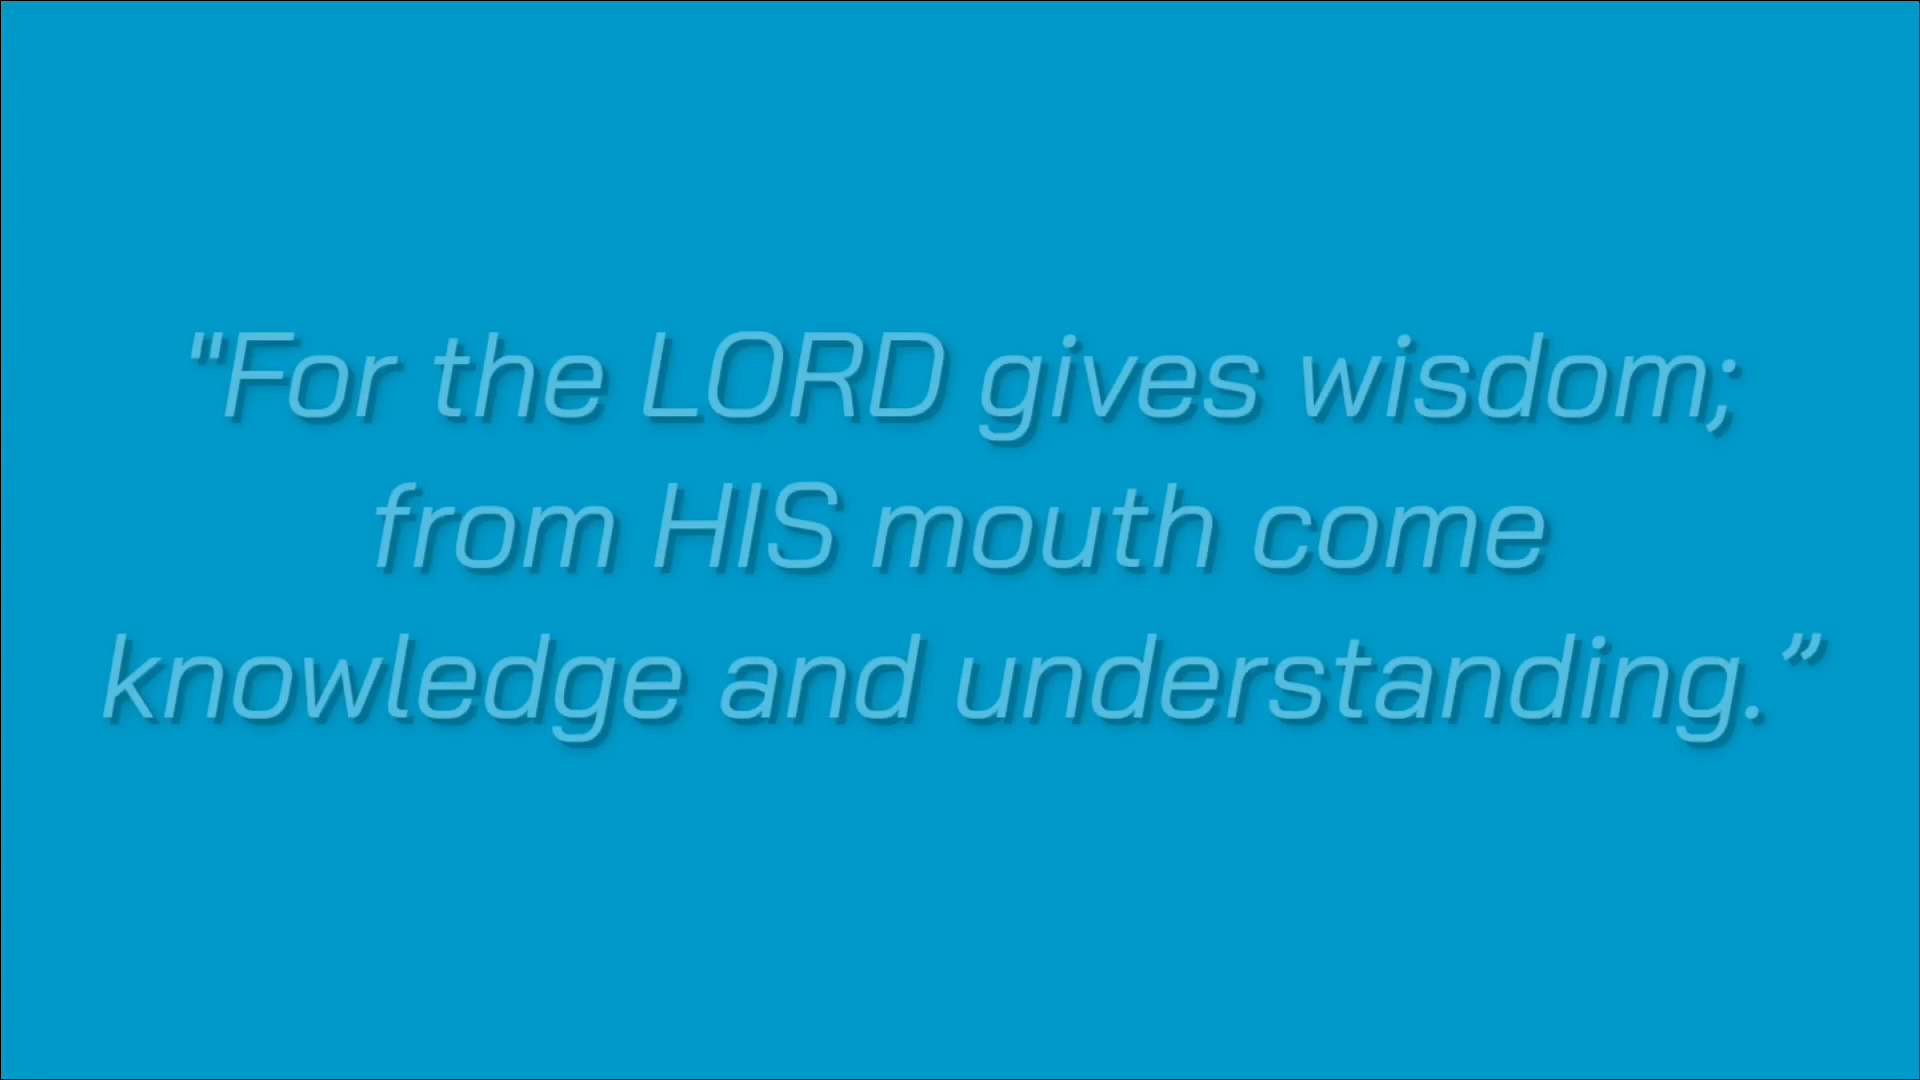 "For the LORD gives wisdom;
from HIS mouth come
knowledge and understanding.”